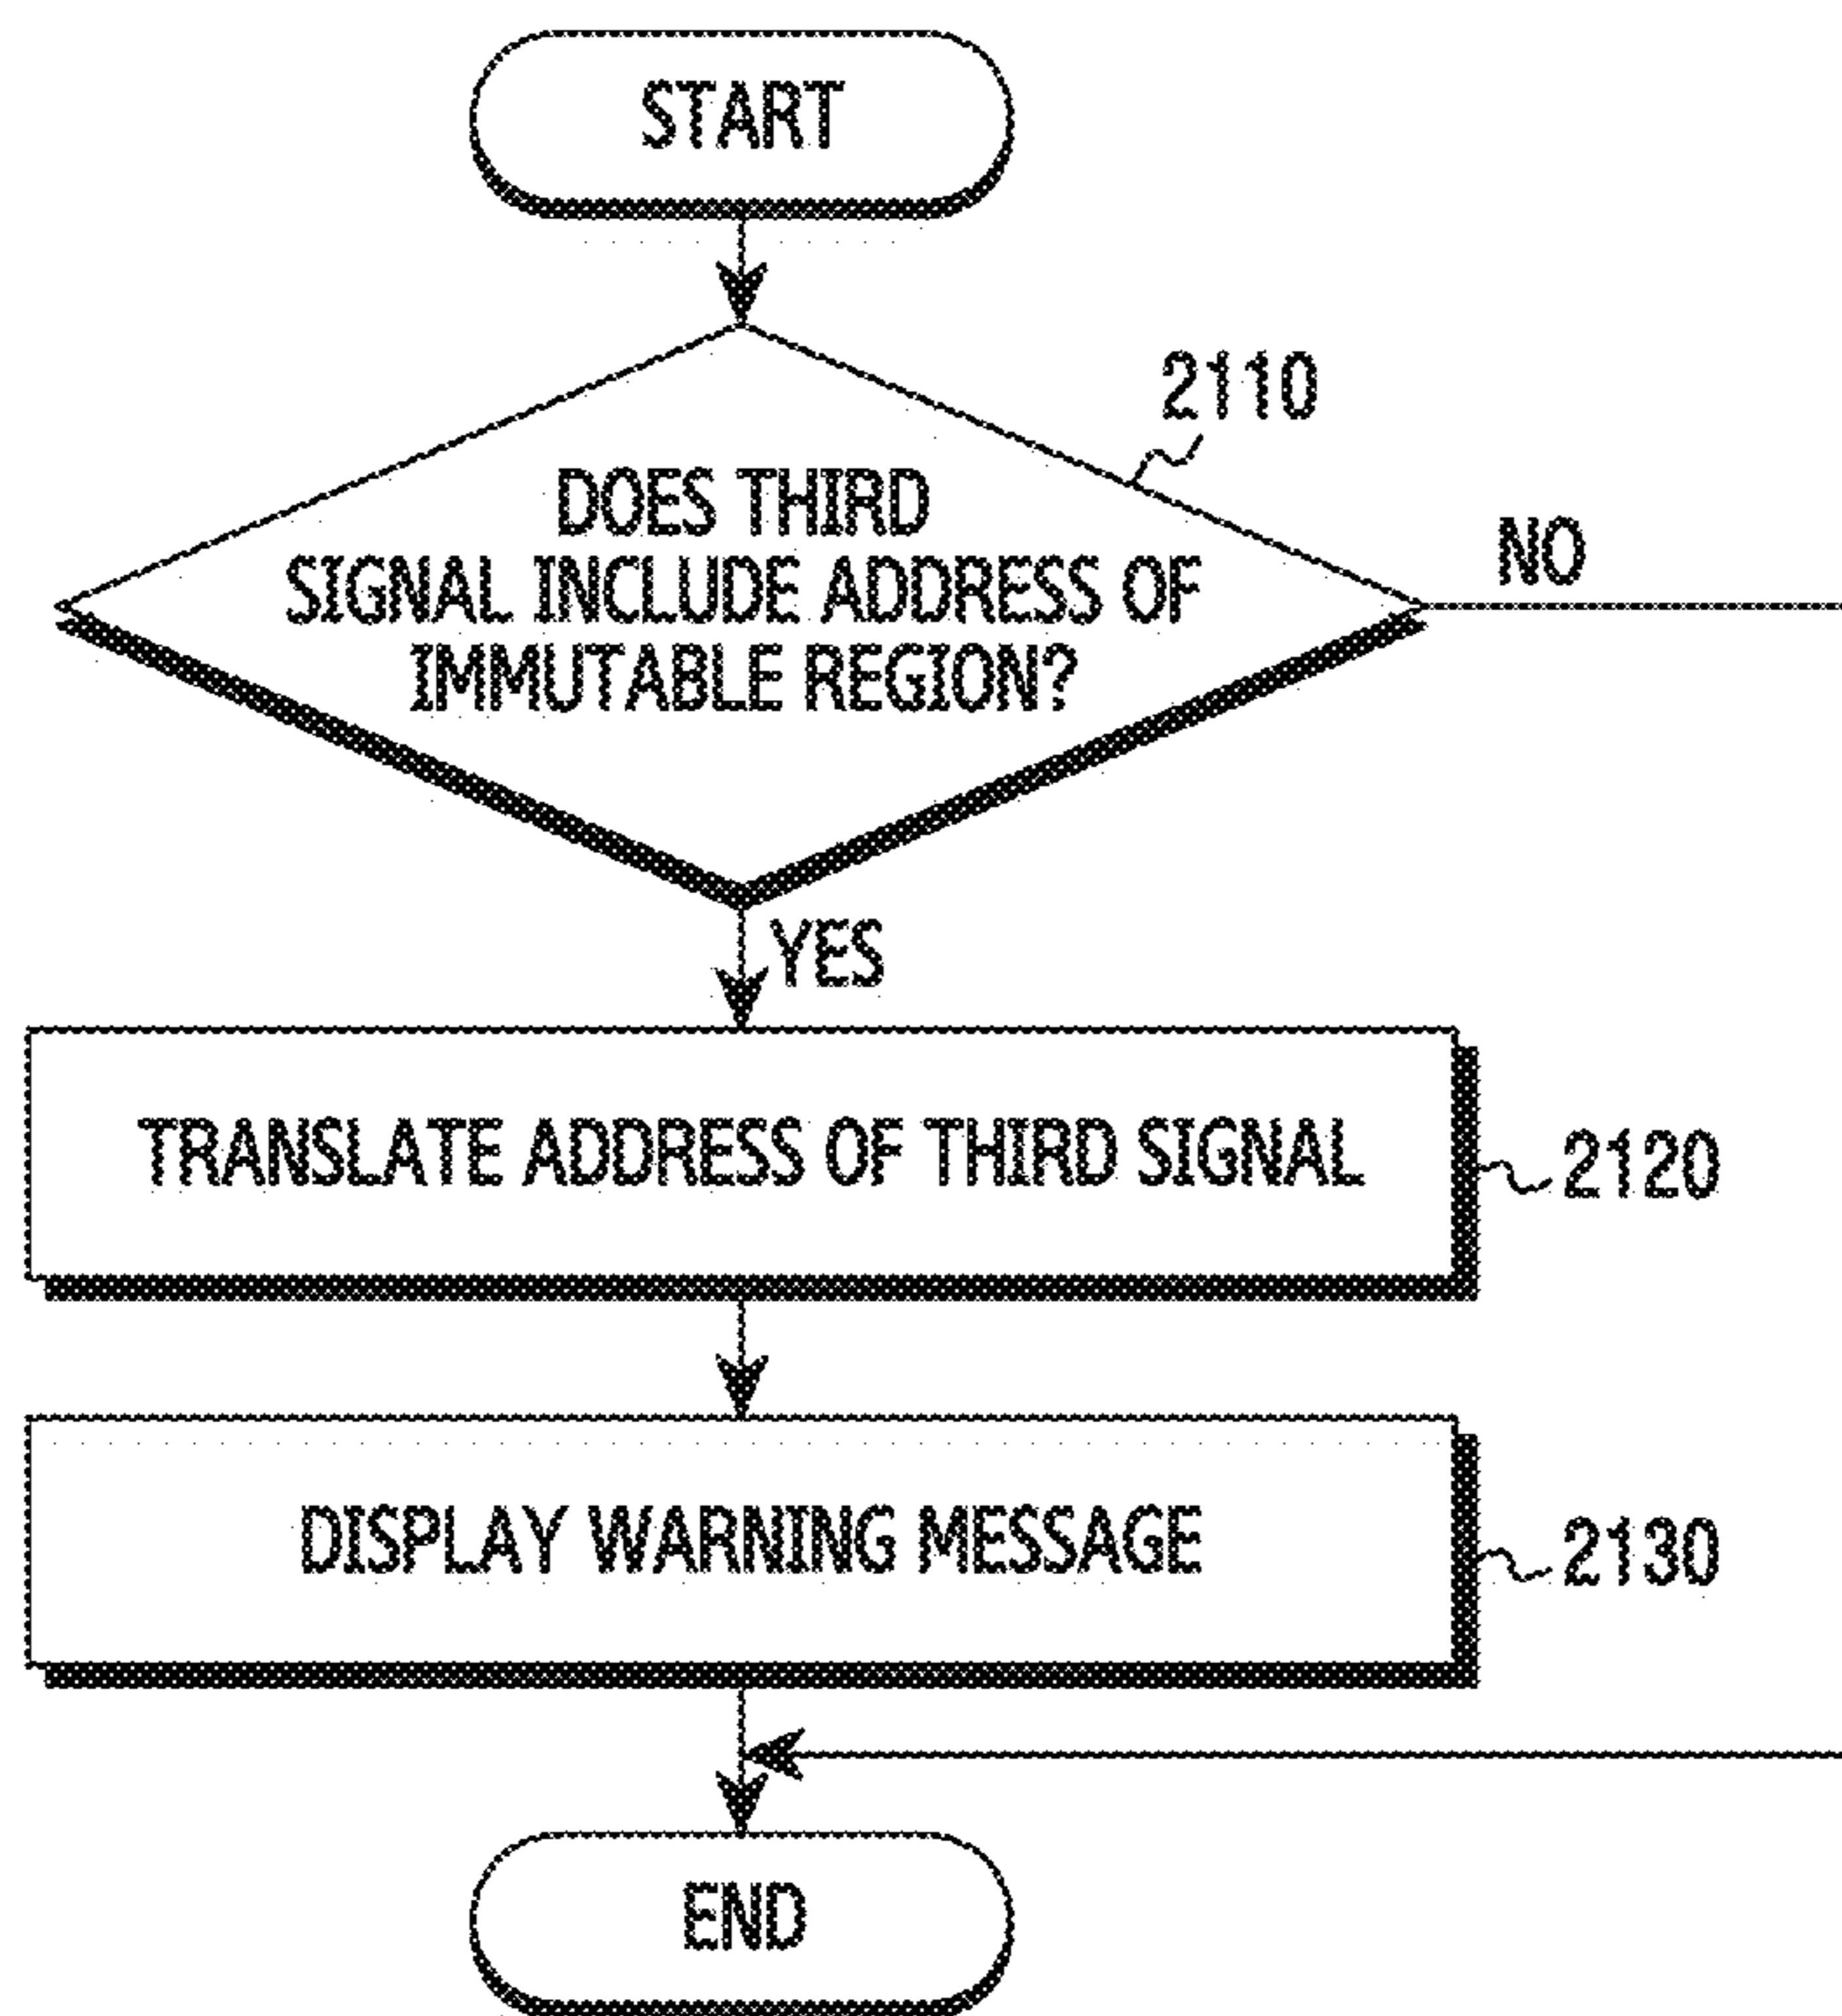 START
2110
DOES THIRD
SIGNAL INCLUDE ADDRESS OF
IMMUTABLE REGION?
NO
YES
TRANSLATE ADDRESS OF THIRD SIGNAL
2120
DISPLAY WARNING MESSAGE
2130
END